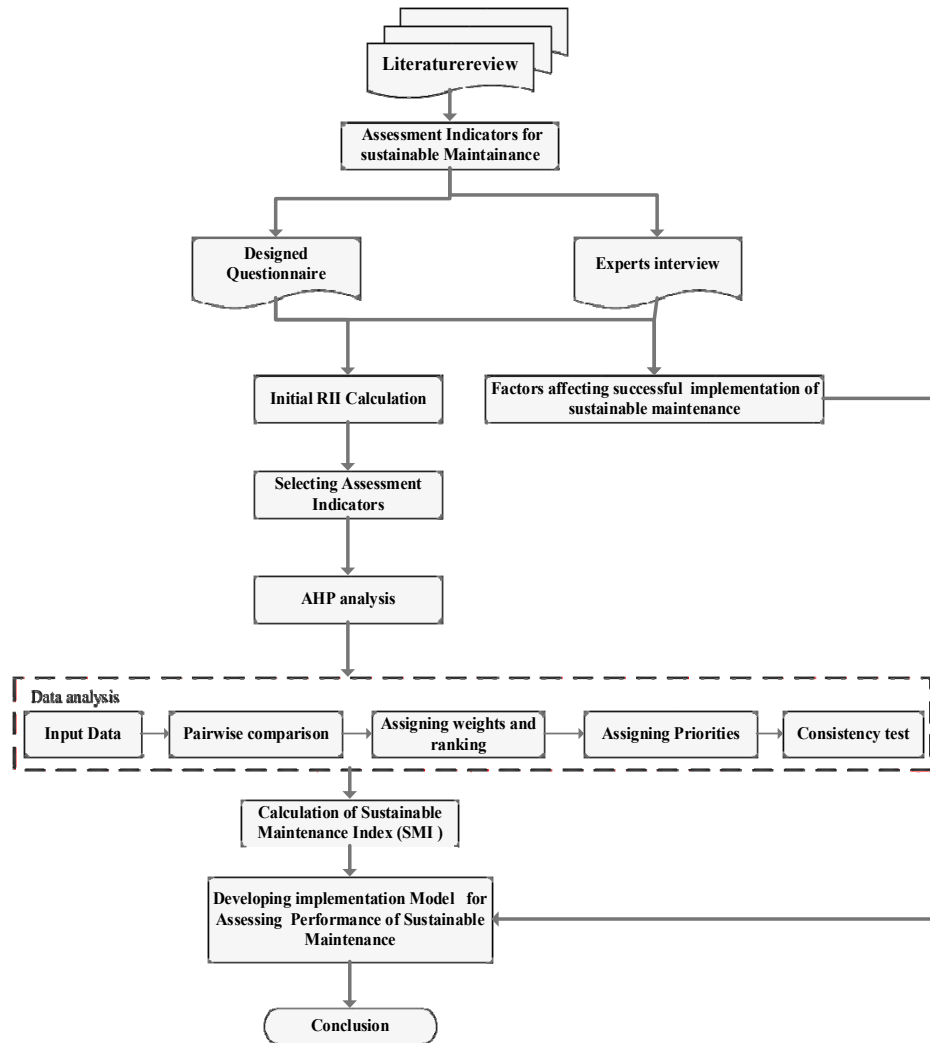 Literaturereview
Assessment Indicators for
sustainable Maintainance
Designed
Questionnaire
Experts interview
Initial RII Calculation
Factors affecting successful implementation of
sustainable maintenance
Selecting Assessment
Indicators
AHP analysis
Data analysis
Input Data
Pairwise comparison
Assigning weights and
ranking
Assigning Priorities
Consistency test
Calculation of Sustainable
Maintenance Index (SMI )
Developing implementation Model for
Assessing Performance of Sustainable
Maintenance
Conclusion